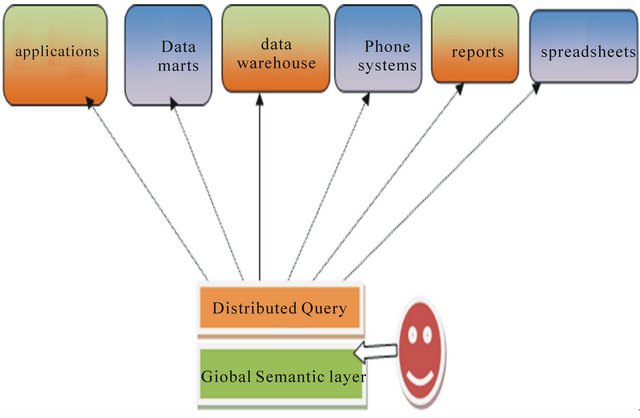 applications
Data
marts
data
warehouse
Phone
systems
reports
spreadsheets
Distributed Query
Giobal Semantic layer